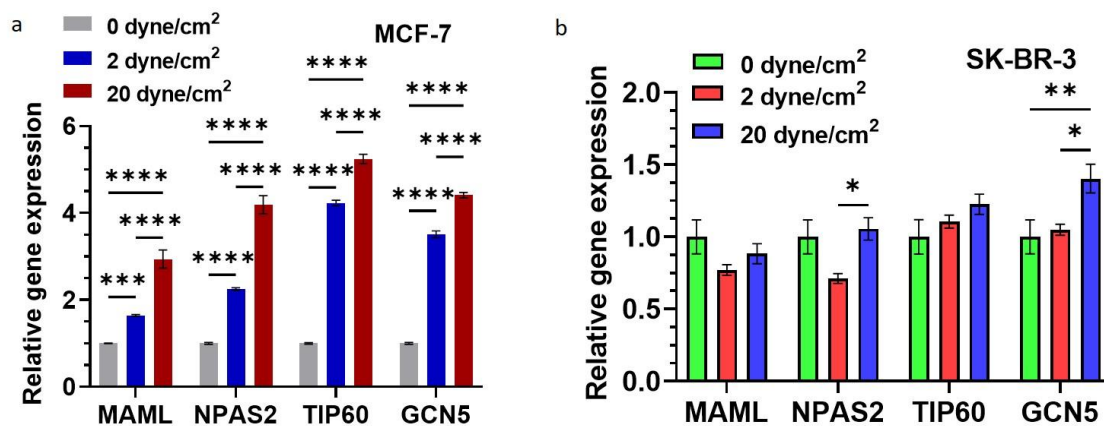 a
0 dyne/cm²
2 dyne/cm²
20 dyne/cm²
MCF-7
Relative gene expression
6
4
2
0
****
***
****
****
****
****
****
****
****
****
****
****
MAML NPAS2 TIP60 GCN5
b
0 dyne/cm²
2 dyne/cm²
20 dyne/cm²
SK-BR-3
Relative gene expression
2.0
1.5
1.0
0.5
0.0
*
**
*
MAML NPAS2 TIP60 GCN5